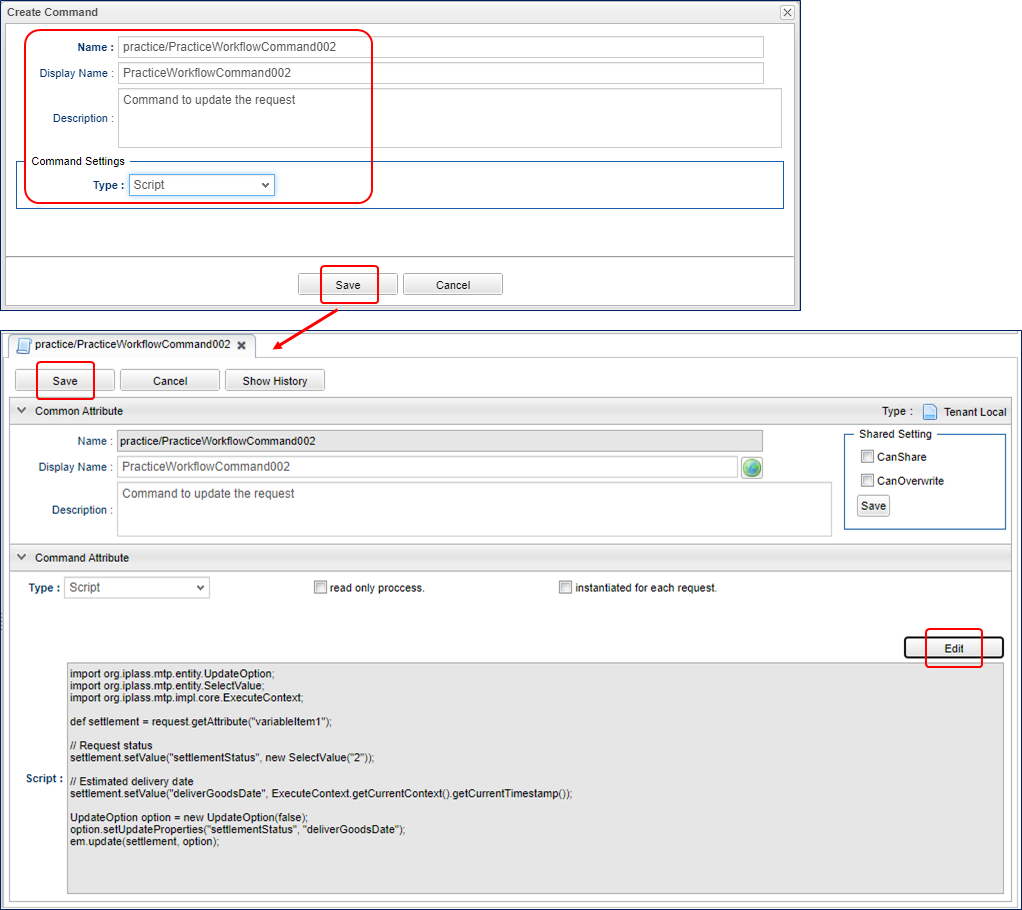 Create Command
Name : practice/PracticeWorkflowCommand002
Display Name : PracticeWorkflowCommand002
Description : Command to update the request
Command Settings
Type : Script
Save Cancel
practice/PracticeWorkflowCommand002
Save Cancel Show History
Common Attribute Type : Tenant Local
Name : practice/PracticeWorkflowCommand002
Display Name : PracticeWorkflowCommand002
Description : Command to update the request
Shared Setting
CanShare
CanOverwrite
Save
Command Attribute
Type : Script read only proccess. instantiated for each request.
Edit
Script :
import org.iplass.mtp.entity.UpdateOption;
import org.iplass.mtp.entity.SelectValue;
import org.iplass.mtp.impl.core.ExecuteContext;
def settlement = request.getAttribute("variableItem1");
// Request status
settlement.setValue("settlementStatus", new SelectValue("2"));
// Estimated delivery date
settlement.setValue("deliverGoodsDate", ExecuteContext.getCurrentContext().getCurrentTimestamp());
UpdateOption option = new UpdateOption(false);
option.setUpdateProperties("settlementStatus", "deliverGoodsDate");
em.update(settlement, option);